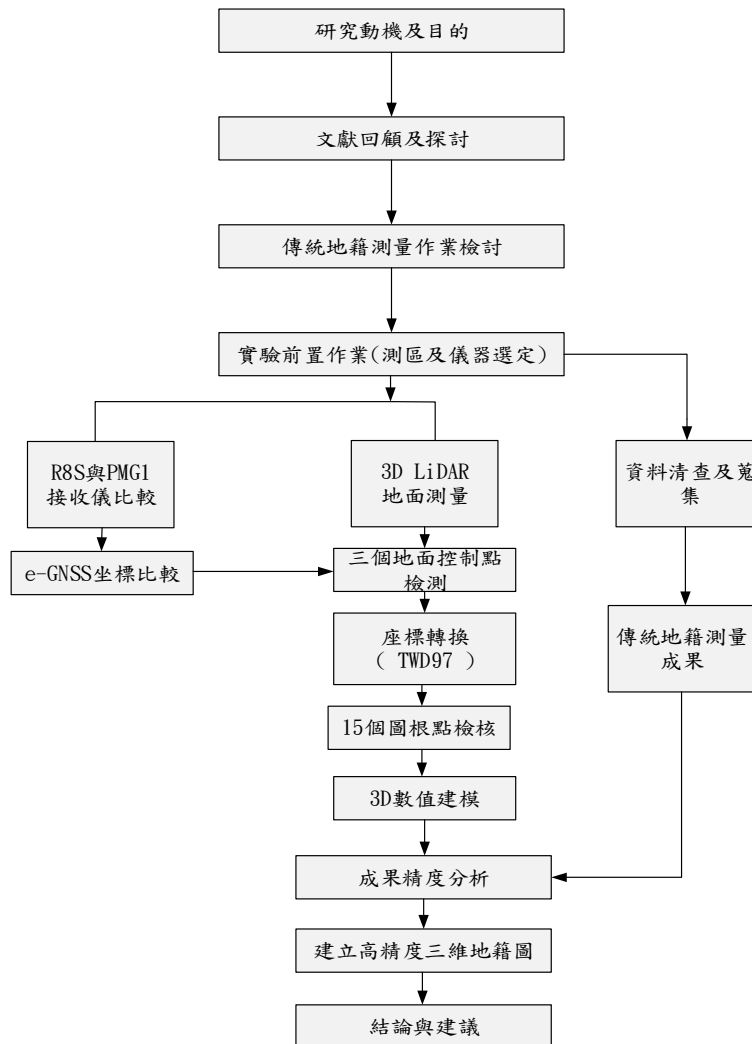 研究動機及目的
文獻回顧及探討
傳統地籍測量作業檢討
實驗前置作業(測區及儀器選定)
R8S與PMG1
接收儀比較
3D LiDAR
地面測量
資料清查及蒐
集
e-GNSS坐標比較
三個地面控制點
檢測
座標轉換
( TWD97 )
傳統地籍測量
成果
15個圖根點檢核
3D數值建模
成果精度分析
建立高精度三維地籍圖
結論與建議